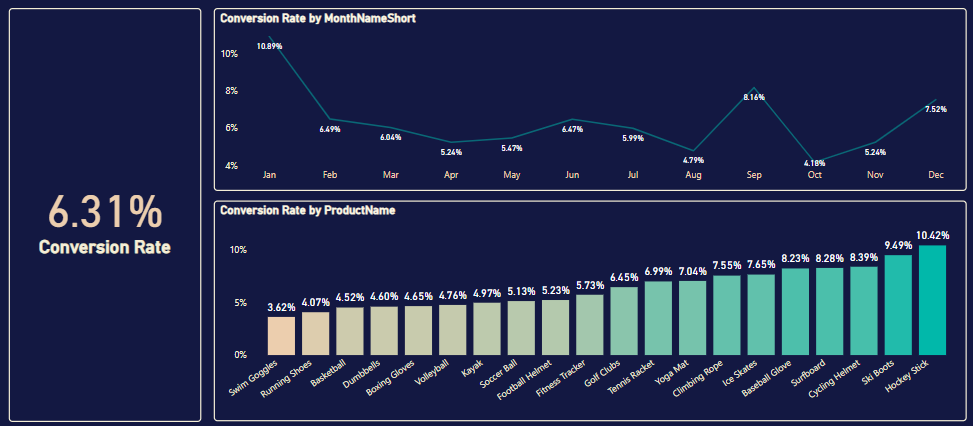 6.31%
Conversion Rate
Conversion Rate by MonthNameShort
10%
8%
6%
4%
10.89%
6.49%
6.04%
5.24%
5.47%
6.47%
5.99%
4.79%
8.16%
4.18%
5.24%
7.52%
Jan Feb Mar Apr May Jun Jul Aug Sep Oct Nov Dec
Conversion Rate by ProductName
10%
5%
0%
3.62% 4.07% 4.52% 4.60% 4.65% 4.76% 4.97% 5.13% 5.23% 5.73% 6.45% 6.99% 7.04% 7.55% 7.65% 8.23% 8.28% 8.39% 9.49% 10.42%
Swim Goggles
Running Shoes
Basketball
Dumbbells
Boxing Gloves
Volleyball
Kayak
Soccer Ball
Football Helmet
Fitness Tracker
Golf Clubs
Tennis Racket
Yoga Mat
Climbing Rope
Ice Skates
Baseball Glove
Surfboard
Cycling Helmet
Ski Boots
Hockey Stick